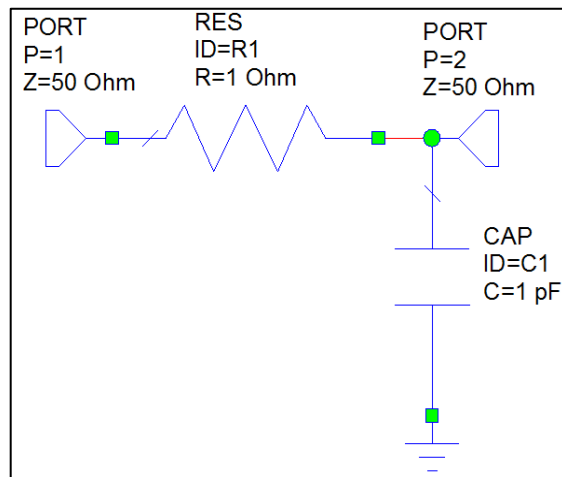 PORT
P=1
Z=50 Ohm
RES
ID=R1
R=1 Ohm
PORT
P=2
Z=50 Ohm
CAP
ID=C1
C=1 pF